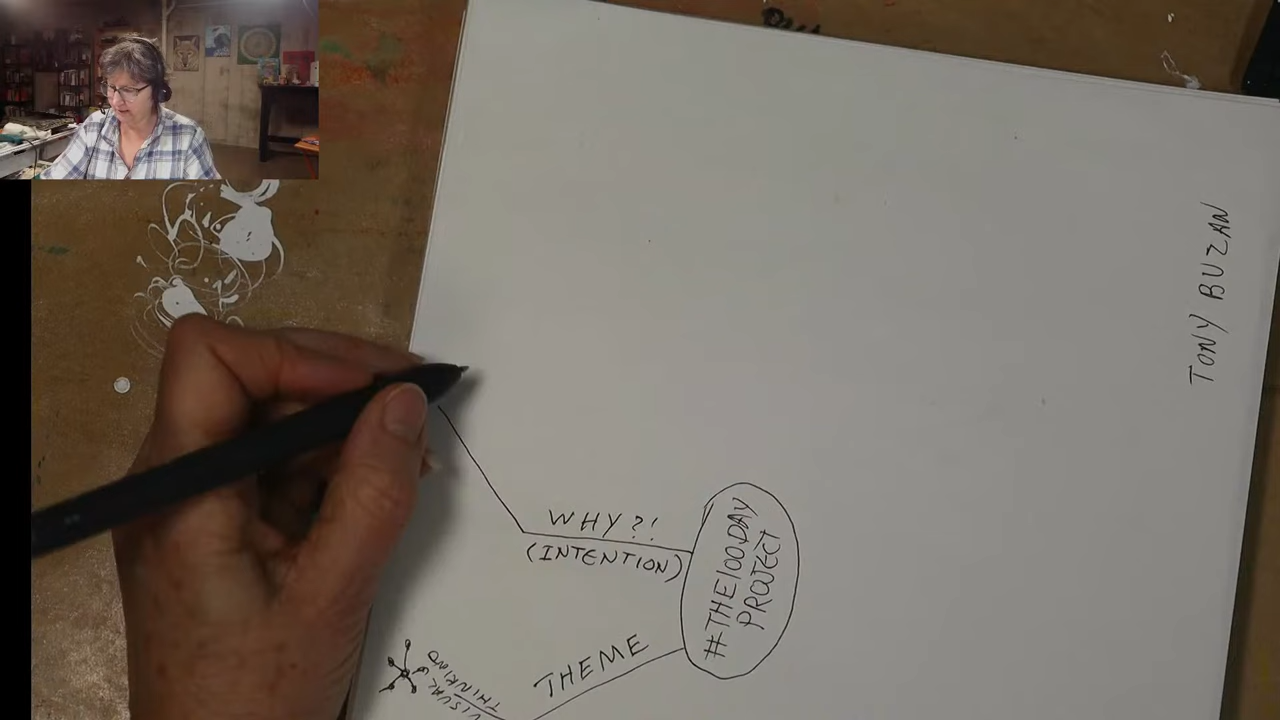 TONY BUZAN
WHY?!
(INTENTION)
#THE100DAY
PROJECT
THEME
VISUAL
THINKING